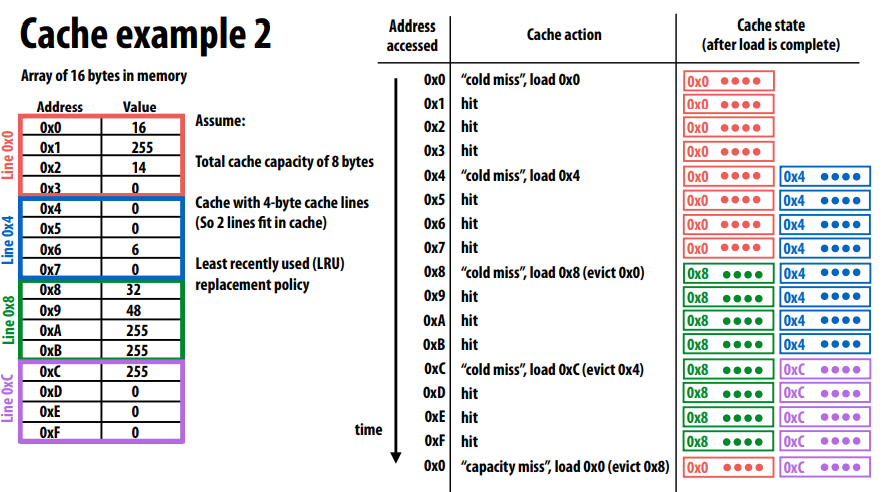 Cache example 2
Array of 16 bytes in memory
Address Value
Line 0x0
0x0 16
0x1 255
0x2 14
0x3 0
Line 0x4
0x4 0
0x5 0
0x6 6
0x7 0
Line 0x8
0x8 32
0x9 48
0xA 255
0xB 255
Line 0xC
0xC 255
0xD 0
0xE 0
0xF 0
Assume:
Total cache capacity of 8 bytes
Cache with 4-byte cache lines
(So 2 lines fit in cache)
Least recently used (LRU)
replacement policy
time
Address
accessed
Cache action
Cache state
(after load is complete)
0x0 “cold miss”, load 0x0 0x0 ●●●●
0x1 hit 0x0 ●●●●
0x2 hit 0x0 ●●●●
0x3 hit 0x0 ●●●●
0x4 “cold miss”, load 0x4 0x0 ●●●● 0x4 ●●●●
0x5 hit 0x0 ●●●● 0x4 ●●●●
0x6 hit 0x0 ●●●● 0x4 ●●●●
0x7 hit 0x0 ●●●● 0x4 ●●●●
0x8 “cold miss”, load 0x8 (evict 0x0) 0x8 ●●●● 0x4 ●●●●
0x9 hit 0x8 ●●●● 0x4 ●●●●
0xA hit 0x8 ●●●● 0x4 ●●●●
0xB hit 0x8 ●●●● 0x4 ●●●●
0xC “cold miss”, load 0xC (evict 0x4) 0x8 ●●●● 0xC ●●●●
0xD hit 0x8 ●●●● 0xC ●●●●
0xE hit 0x8 ●●●● 0xC ●●●●
0xF hit 0x8 ●●●● 0xC ●●●●
0x0 “capacity miss”, load 0x0 (evict 0x8) 0x0 ●●●● 0xC ●●●●